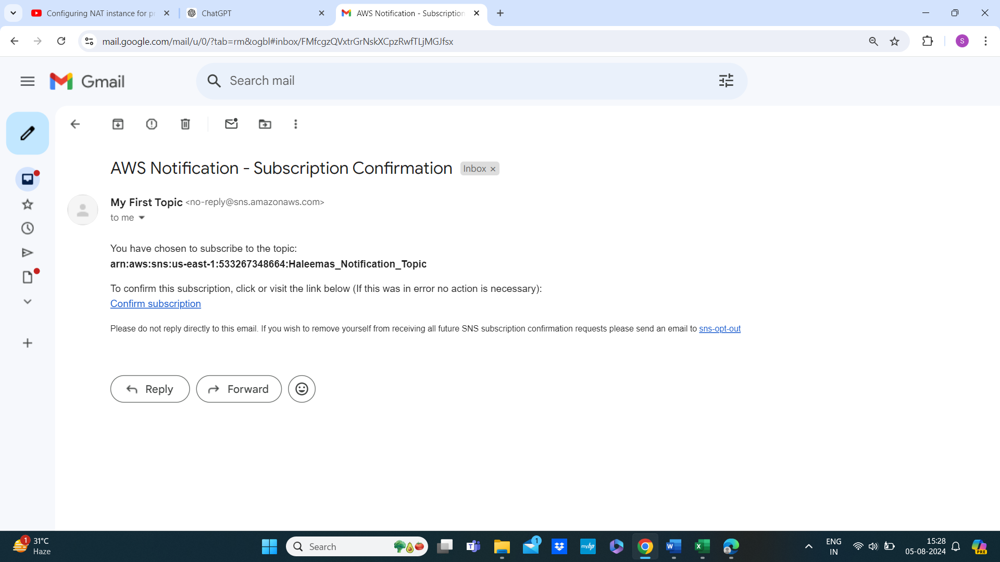 Configuring NAT instance for pr
ChatGPT
AWS Notification - Subscription
mail.google.com/mail/u/0/?tab=rm&ogbl#inbox/FMfcgzQVxtrGrNskXCpzRwfTLjMGJfsx
S
Gmail
Search mail
AWS Notification - Subscription Confirmation Inbox ×
My First Topic <no-reply@sns.amazonaws.com>
to me
You have chosen to subscribe to the topic:
arn:aws:sns:us-east-1:533267348664:Haleemas_Notification_Topic
To confirm this subscription, click or visit the link below (If this was in error no action is necessary):
Confirm subscription
Please do not reply directly to this email. If you wish to remove yourself from receiving all future SNS subscription confirmation requests please send an email to sns-opt-out
Reply Forward
1 31°C
Haze
Search
T
1
myhp
W
X
ENG
IN
15:28
05-08-2024
PRE